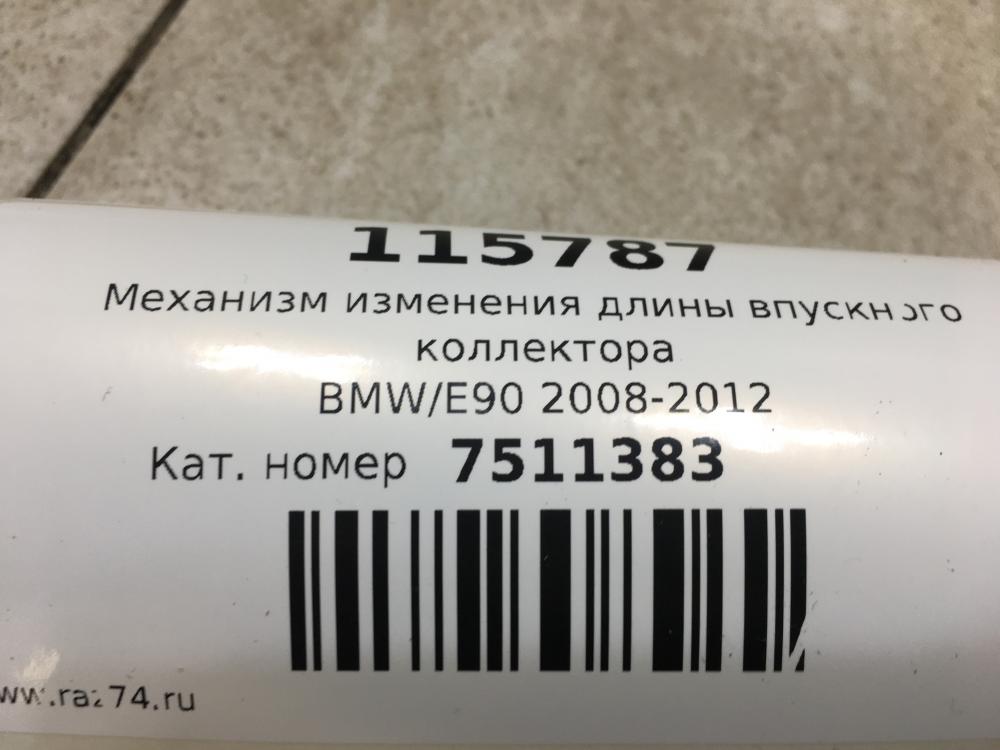 115787
Механизм изменения длины впускного
коллектора
BMW/E90 2008-2012
Кат. номер 7511383